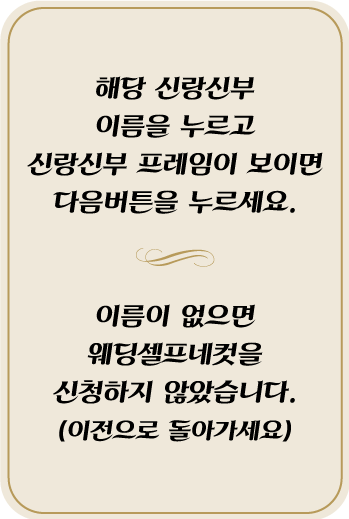 해당 신랑신부
이름을 누르고
신랑신부 프레임이 보이면
다음버튼을 누르세요.
이름이 없으면
웨딩셀프네컷을
신청하지 않았습니다.
(이전으로 돌아가세요)